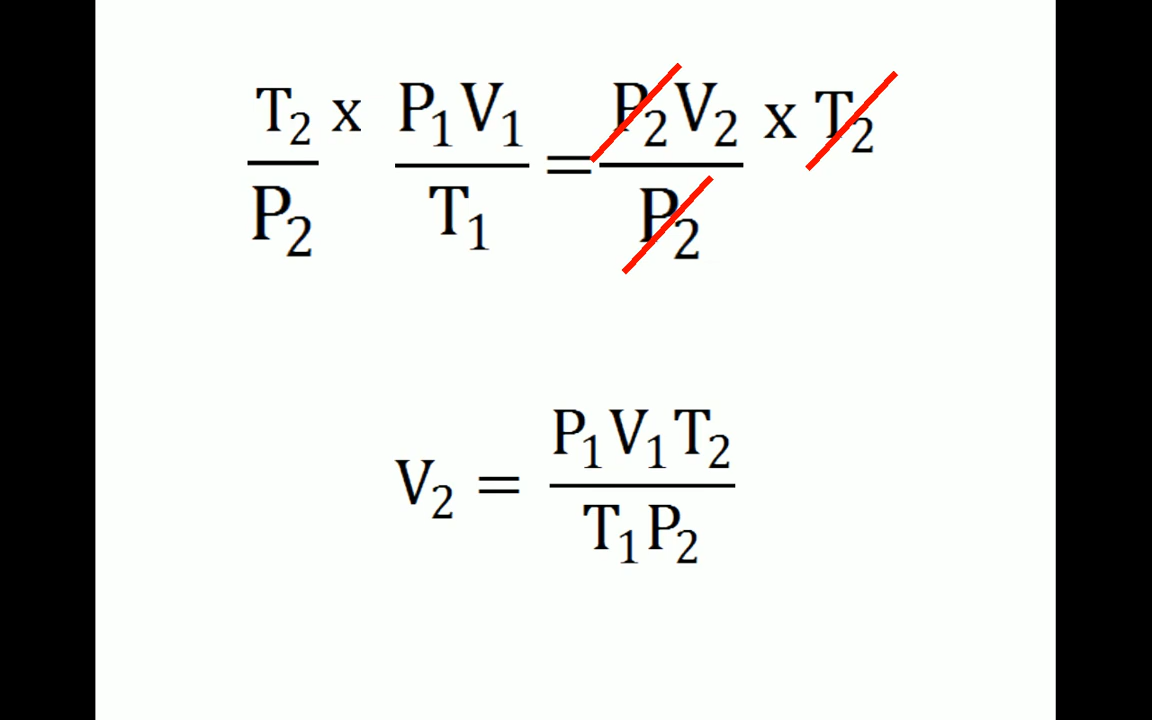 T₂/P₂ x P₁V₁/T₁ = P₂V₂/P₂ x T₂
V₂ = P₁V₁T₂/T₁P₂